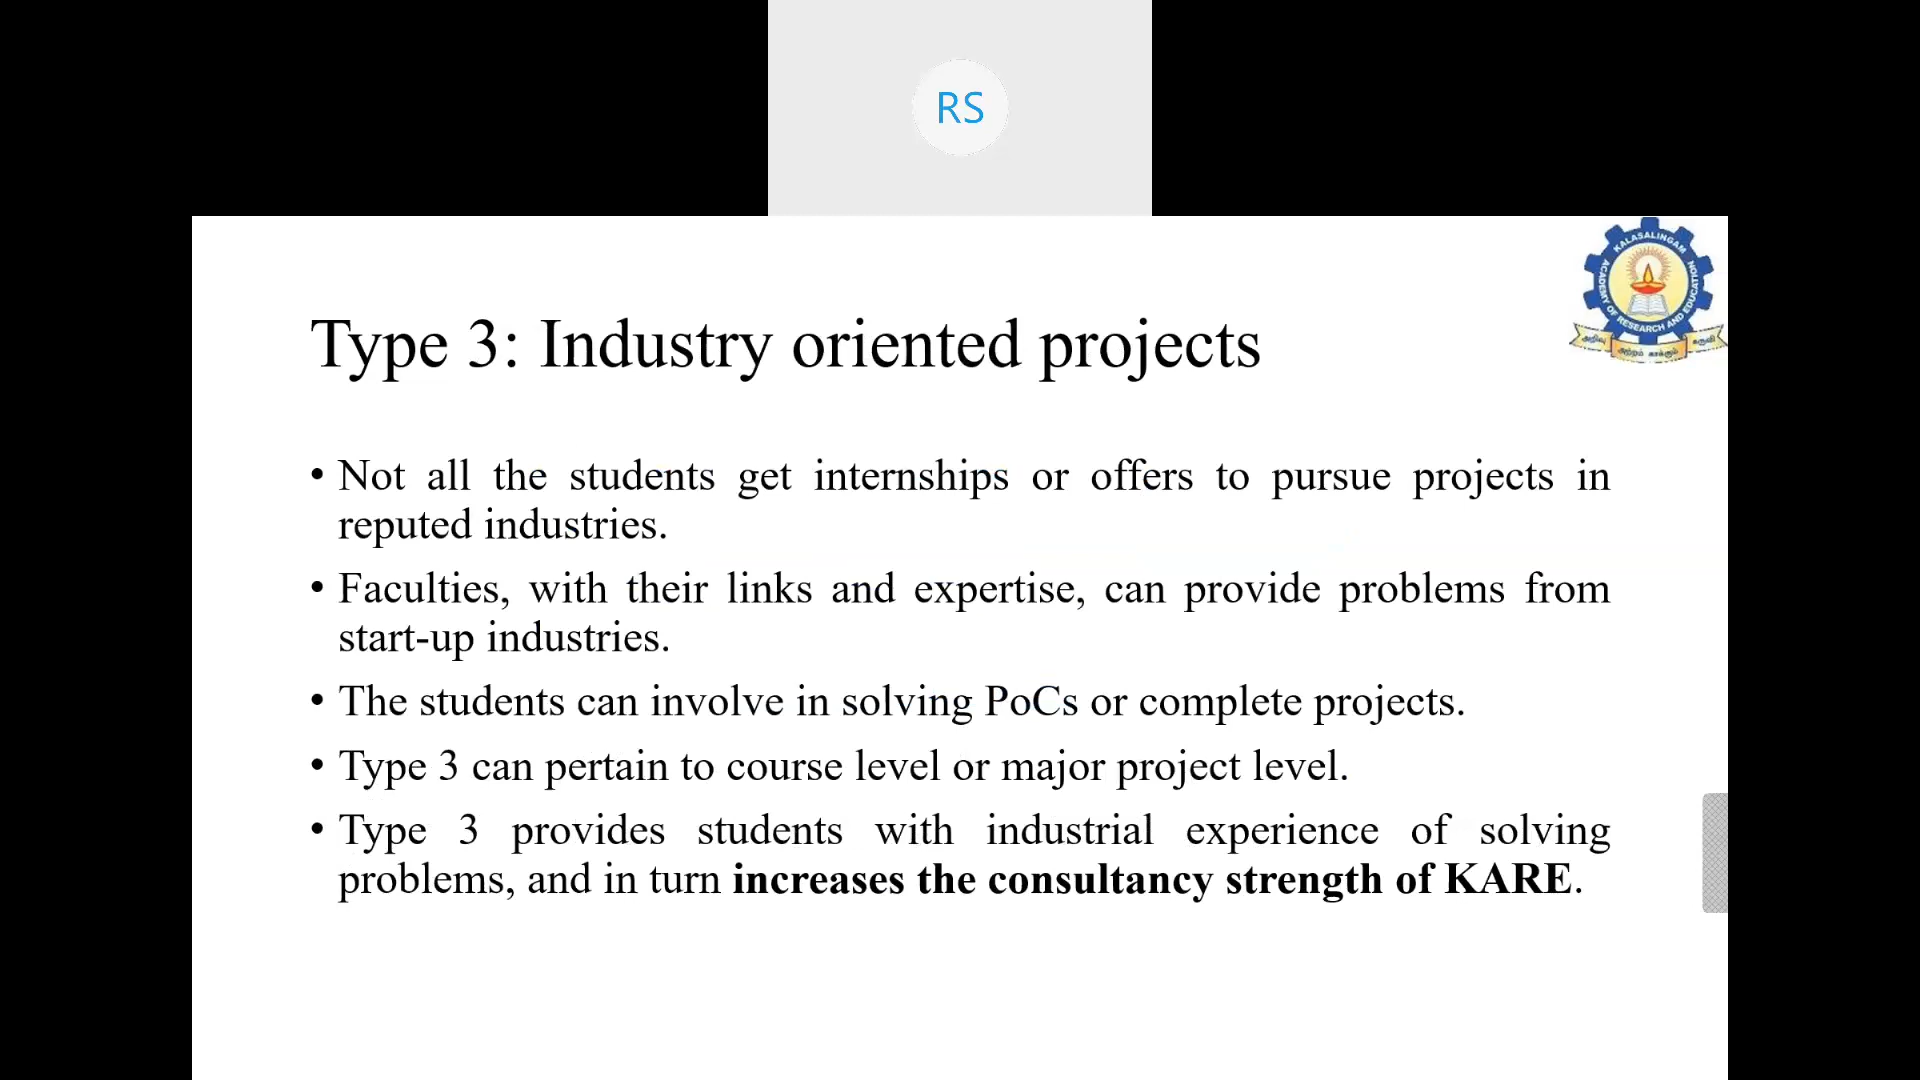 RS
KALASALINGAM
ACADEMY OF RESEARCH AND EDUCATION
அறிவு
கருவி
அற்றம் காக்கும்
Type 3: Industry oriented projects
• Not all the students get internships or offers to pursue projects in
reputed industries.
• Faculties, with their links and expertise, can provide problems from
start-up industries.
• The students can involve in solving PoCs or complete projects.
• Type 3 can pertain to course level or major project level.
• Type 3 provides students with industrial experience of solving
problems, and in turn increases the consultancy strength of KARE.